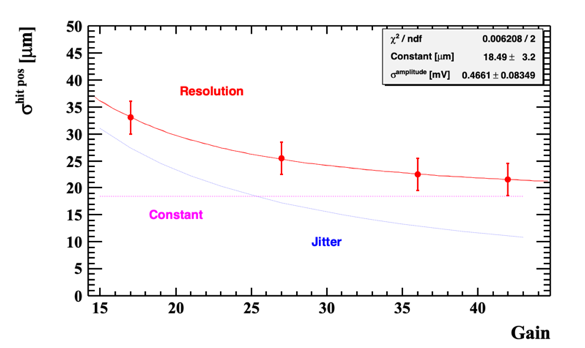 σ^hit pos [μm]
50
45
40
35
30
25
20
15
10
5
0
χ² / ndf 0.006208 / 2
Constant [μm] 18.49 ± 3.2
σ^amplitude [mV] 0.4661 ± 0.08349
Resolution
Constant
Jitter
15 20 25 30 35 40
Gain